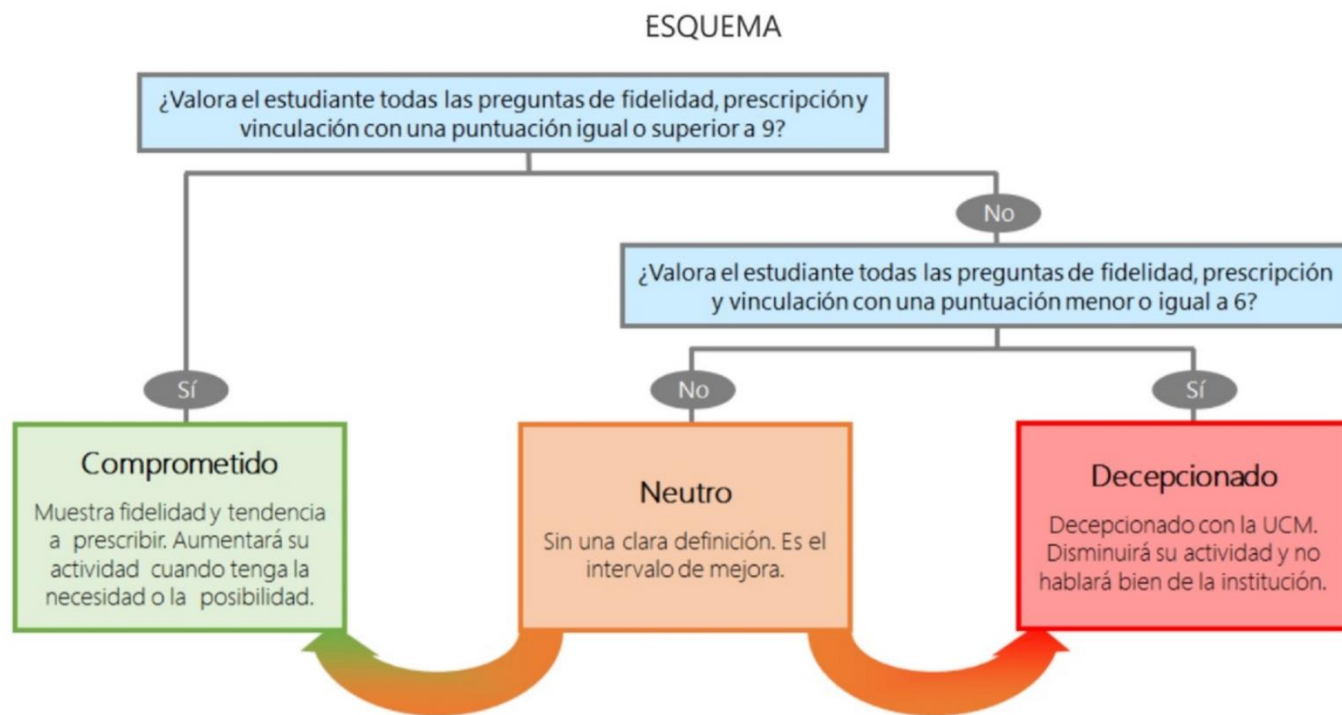 ESQUEMA
¿Valora el estudiante todas las preguntas de fidelidad, prescripción y
vinculación con una puntuación igual o superior a 9?
No
¿Valora el estudiante todas las preguntas de fidelidad, prescripción
y vinculación con una puntuación menor o igual a 6?
Sí
No
Sí
Comprometido
Muestra fidelidad y tendencia
a prescribir. Aumentará su
actividad cuando tenga la
necesidad o la posibilidad.
Neutro
Sin una clara definición. Es el
intervalo de mejora.
Decepcionado
Decepcionado con la UCM.
Disminuirá su actividad y no
hablará bien de la institución.